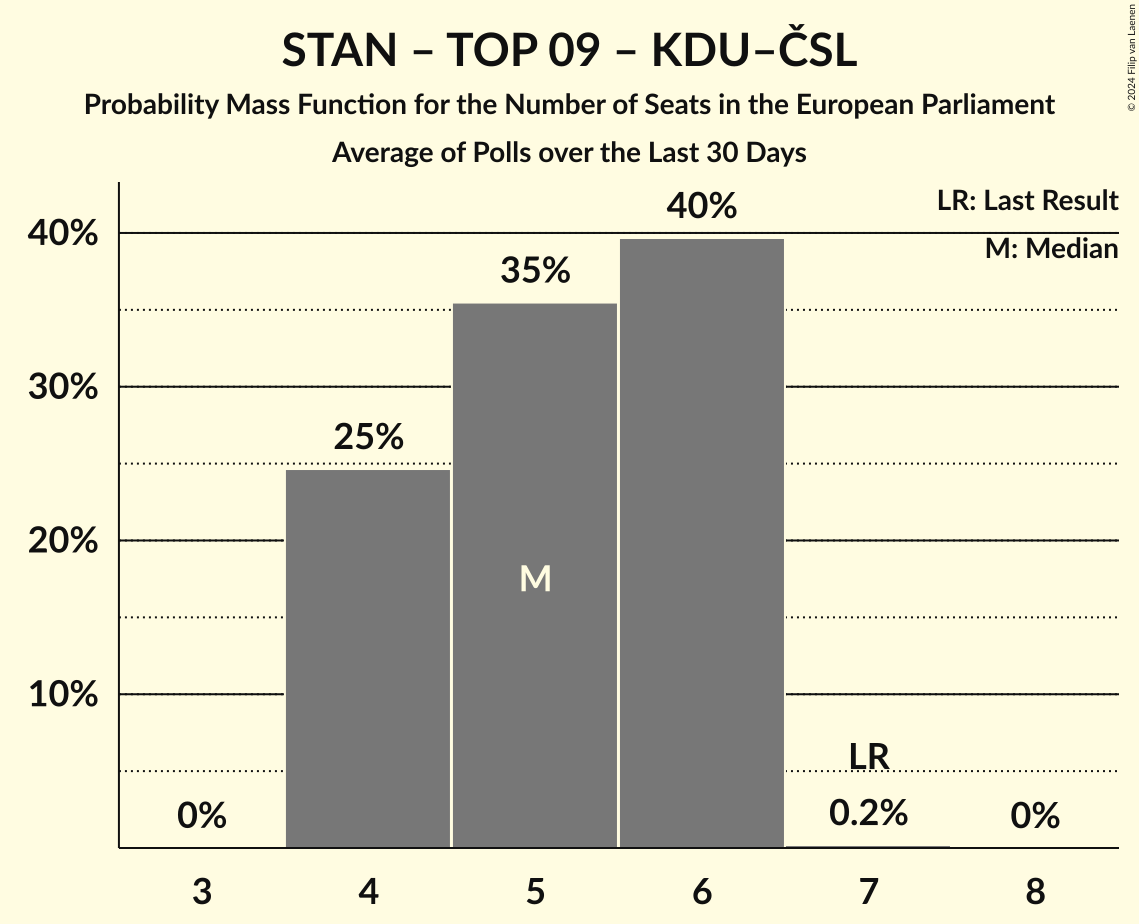 STAN – TOP 09 – KDU–ČSL
Probability Mass Function for the Number of Seats in the European Parliament
Average of Polls over the Last 30 Days
© 2024 Filip van Laenen
LR: Last Result
M: Median
40%
30%
20%
10%
0%
25%
35%
M
40%
LR
0.2%
0%
3 4 5 6 7 8